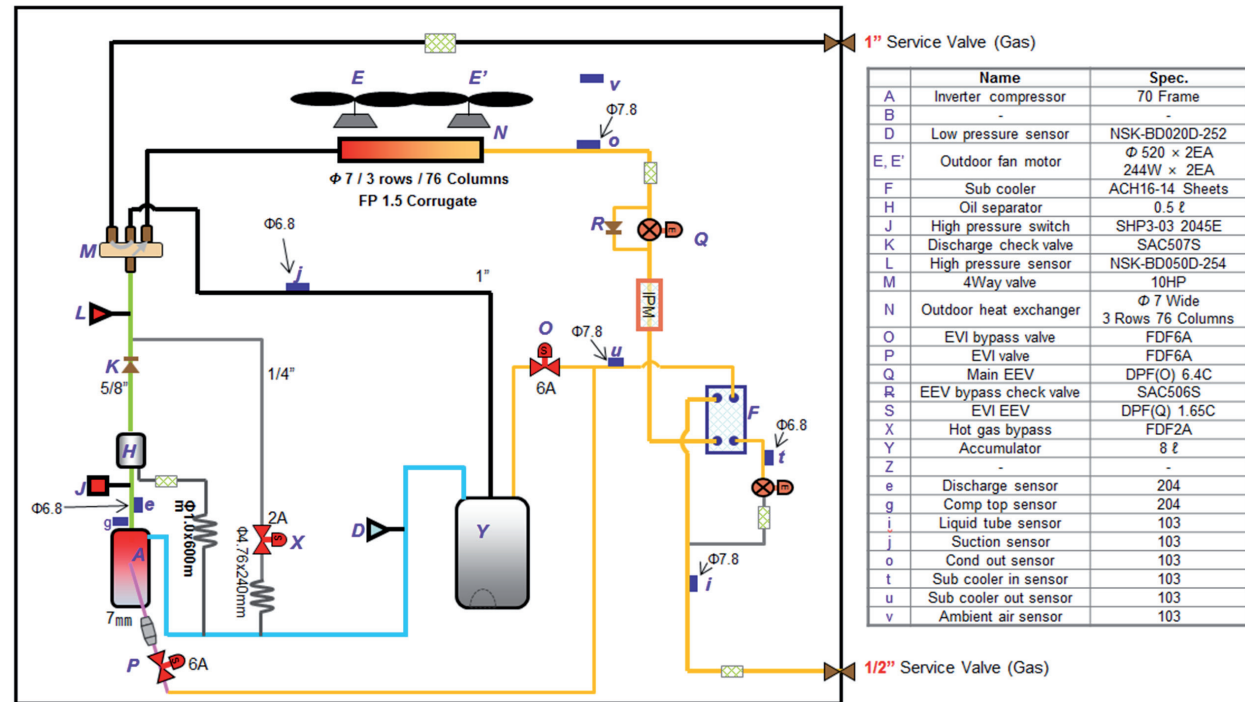 1” Service Valve (Gas)
E
E'
v
Φ7.8
N
o
Φ 7 / 3 rows / 76 Columns
FP 1.5 Corrugate
Φ6.8
R
E
Q
M
j
1”
IPM
L
O
Φ7.8
S
u
K
5/8”
1/4”
6A
F
Φ6.8
H
t
J
E
Φ6.8
e
g
Φ1.0x600m
m
2A
S
X
D
Y
A
Φ4.76x240mm
Φ7.8
i
7mm
P
S
6A
1/2” Service Valve (Gas)
Name Spec.
A Inverter compressor 70 Frame
B - -
D Low pressure sensor NSK-BD020D-252
E, E' Outdoor fan motor Φ 520 × 2EA
244W × 2EA
F Sub cooler ACH16-14 Sheets
H Oil separator 0.5 ℓ
J High pressure switch SHP3-03 2045E
K Discharge check valve SAC507S
L High pressure sensor NSK-BD050D-254
M 4Way valve 10HP
N Outdoor heat exchanger Φ 7 Wide
3 Rows 76 Columns
O EVI bypass valve FDF6A
P EVI valve FDF6A
Q Main EEV DPF(O) 6.4C
R EEV bypass check valve SAC506S
S EVI EEV DPF(Q) 1.65C
X Hot gas bypass FDF2A
Y Accumulator 8 ℓ
Z - -
e Discharge sensor 204
g Comp top sensor 204
i Liquid tube sensor 103
j Suction sensor 103
o Cond out sensor 103
t Sub cooler in sensor 103
u Sub cooler out sensor 103
v Ambient air sensor 103